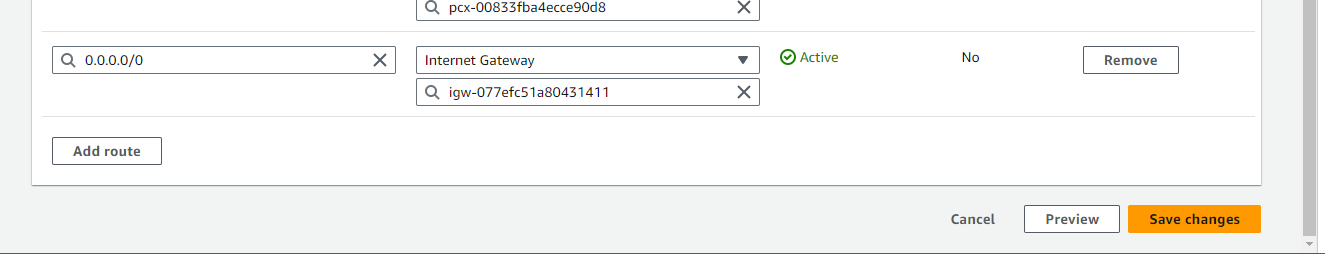 pcx-00833fba4ecce90d8
0.0.0.0/0 Internet Gateway Active No Remove
igw-077efc51a80431411
Add route
Cancel Preview Save changes